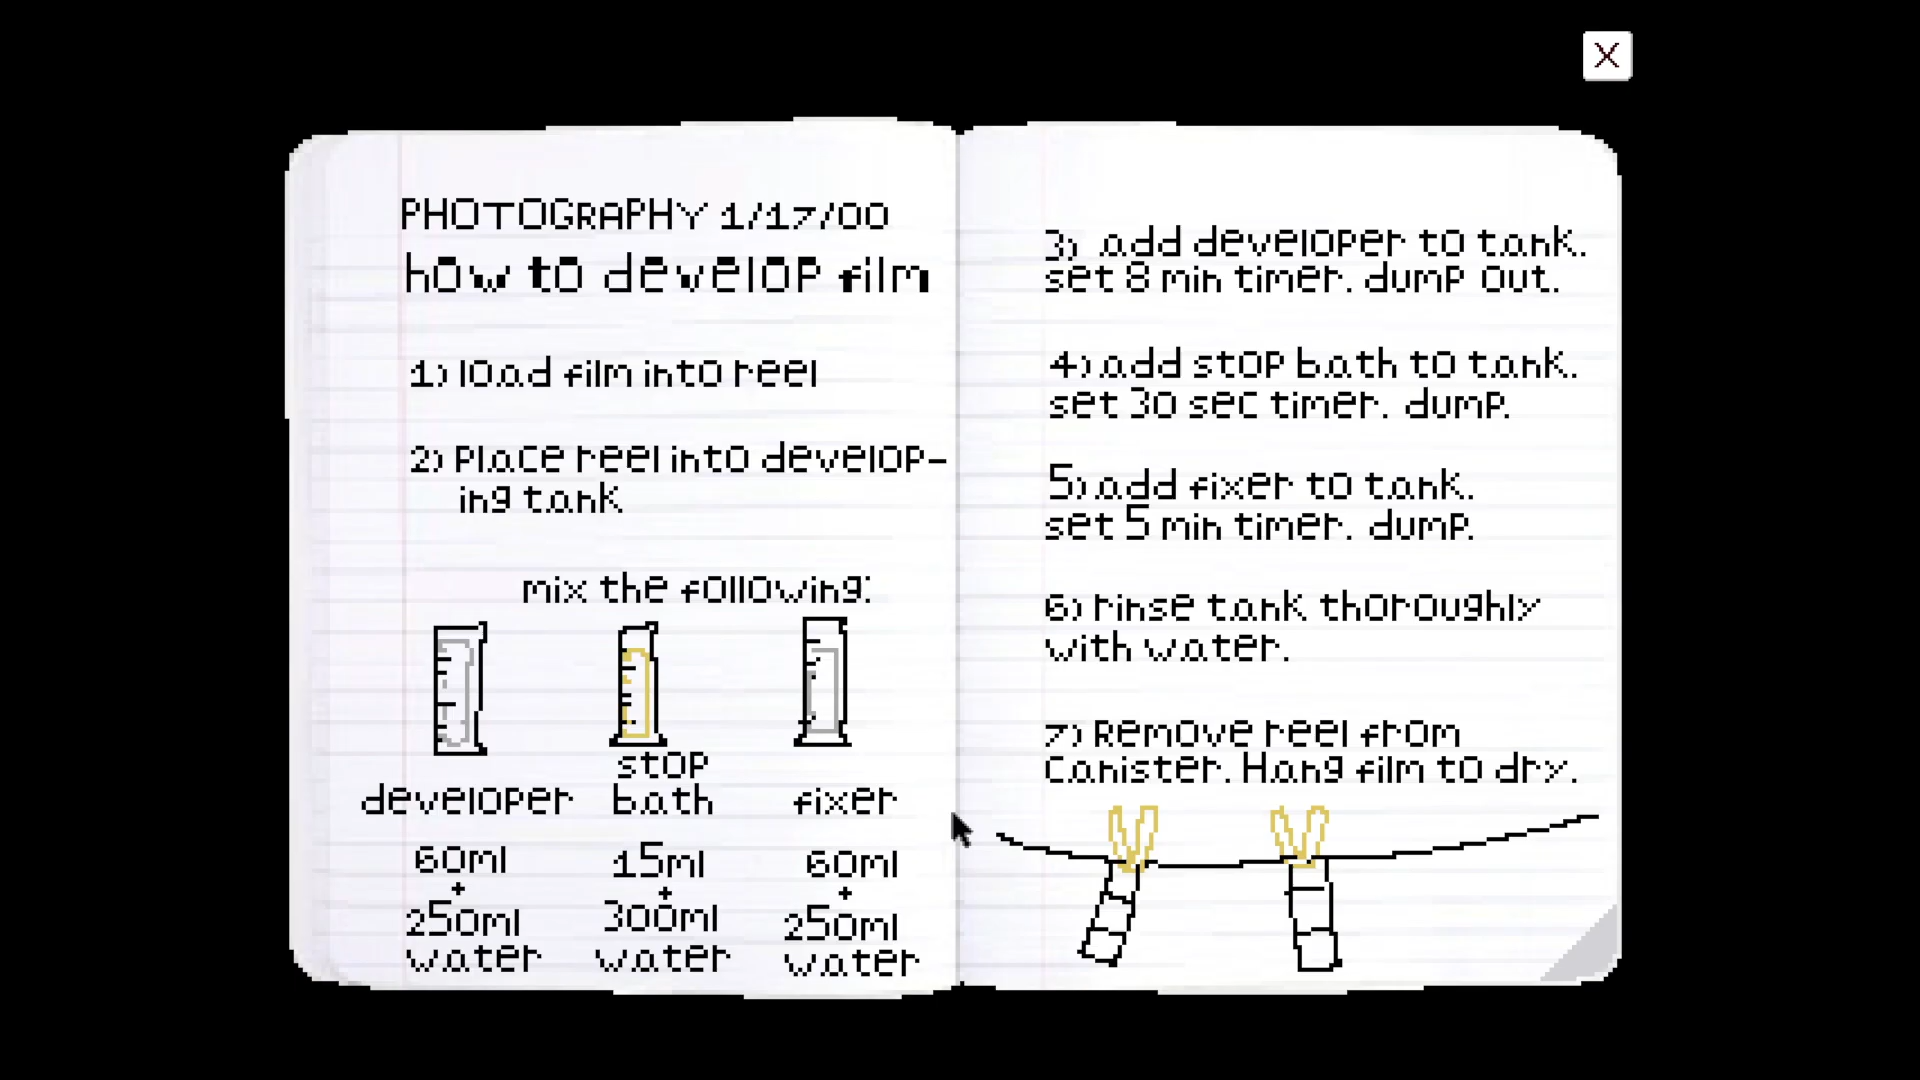 X
PHOTOGRAPHY 1/17/00
how to develop film
1) load film into reel
2) Place reel into develop-
ing tank
mix the following:
developer
stop
bath
fixer
60ml
+
250ml
water
15ml
+
300ml
water
60ml
+
250ml
water
3) add developer to tank.
set 8 min timer. dump out.
4) add stop bath to tank.
set 30 sec timer. dump.
5) add fixer to tank.
set 5 min timer. dump.
6) rinse tank thoroughly
with water.
7) Remove reel from
canister. Hang film to dry.